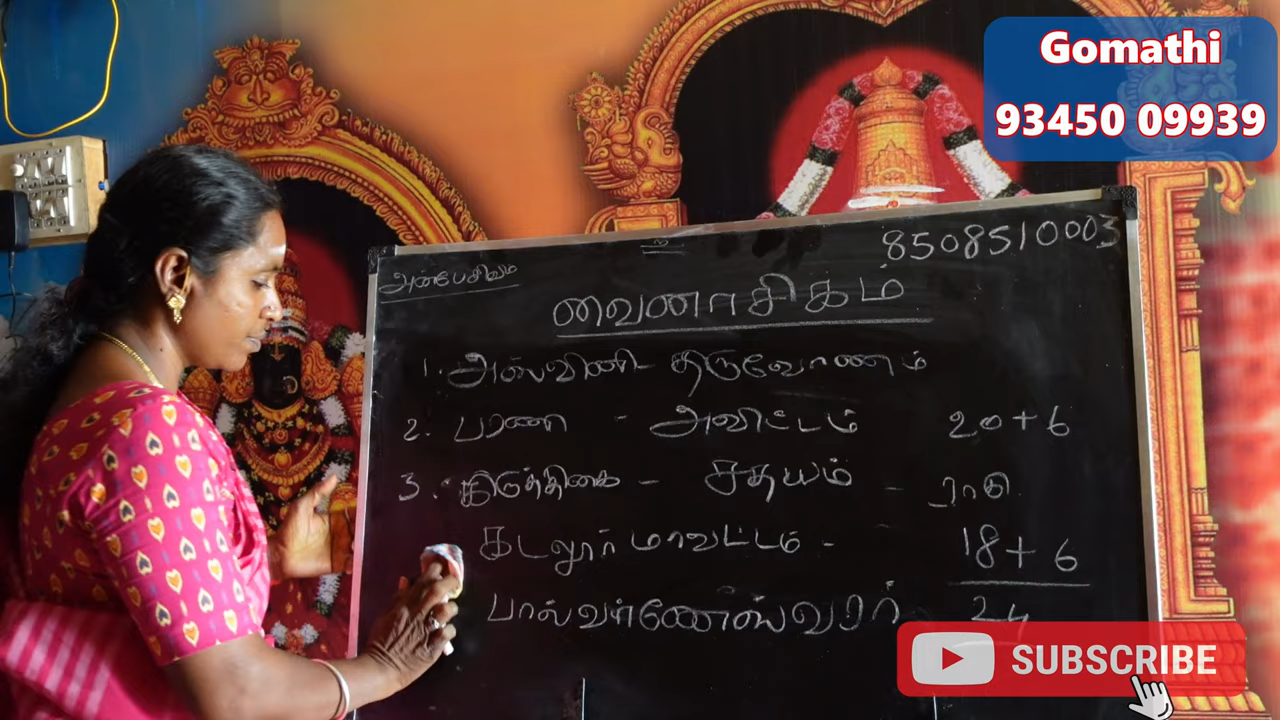 Gomathi
93450 09939
8508510003
அன்பேசிவம்
வைனாசிகம்
1. அஸ்வினி - திருவோணம்
2. பரணி - அவிட்டம் 20+6
3. கிருத்திகை - சதயம் - ராகு
கடலூர் மாவட்டம் - 18+6
பால்வர்ணேஸ்வரர் 24
SUBSCRIBE